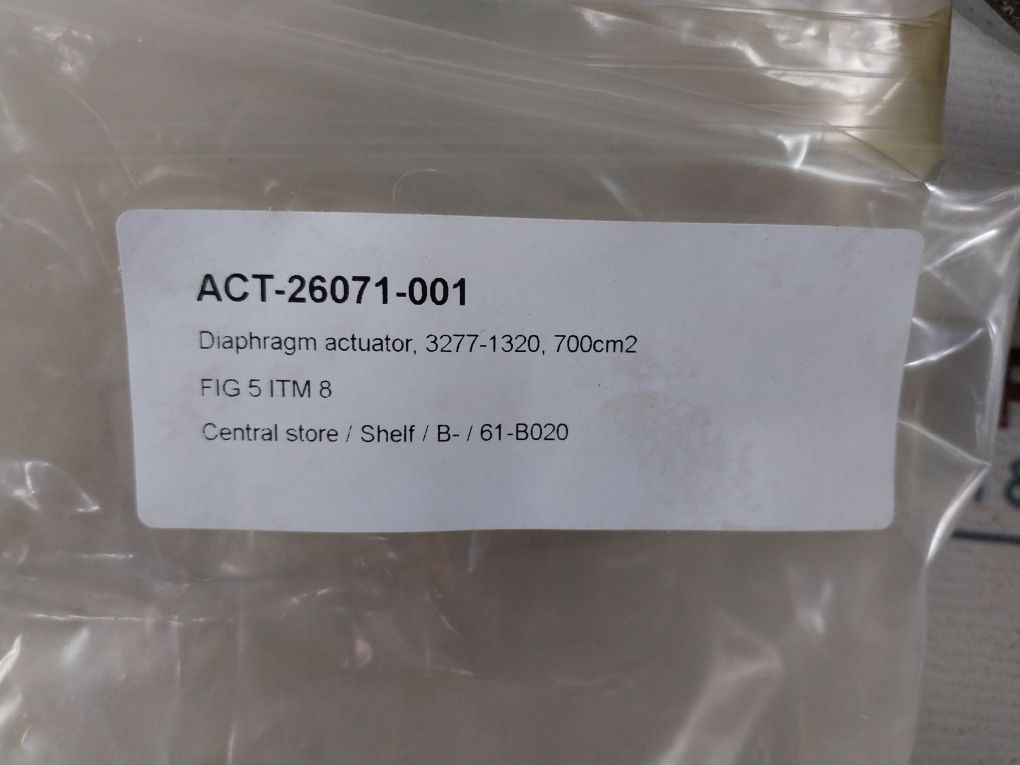 ACT-26071-001
Diaphragm actuator, 3277-1320, 700cm2
FIG 5 ITM 8
Central store / Shelf / B- / 61-B020